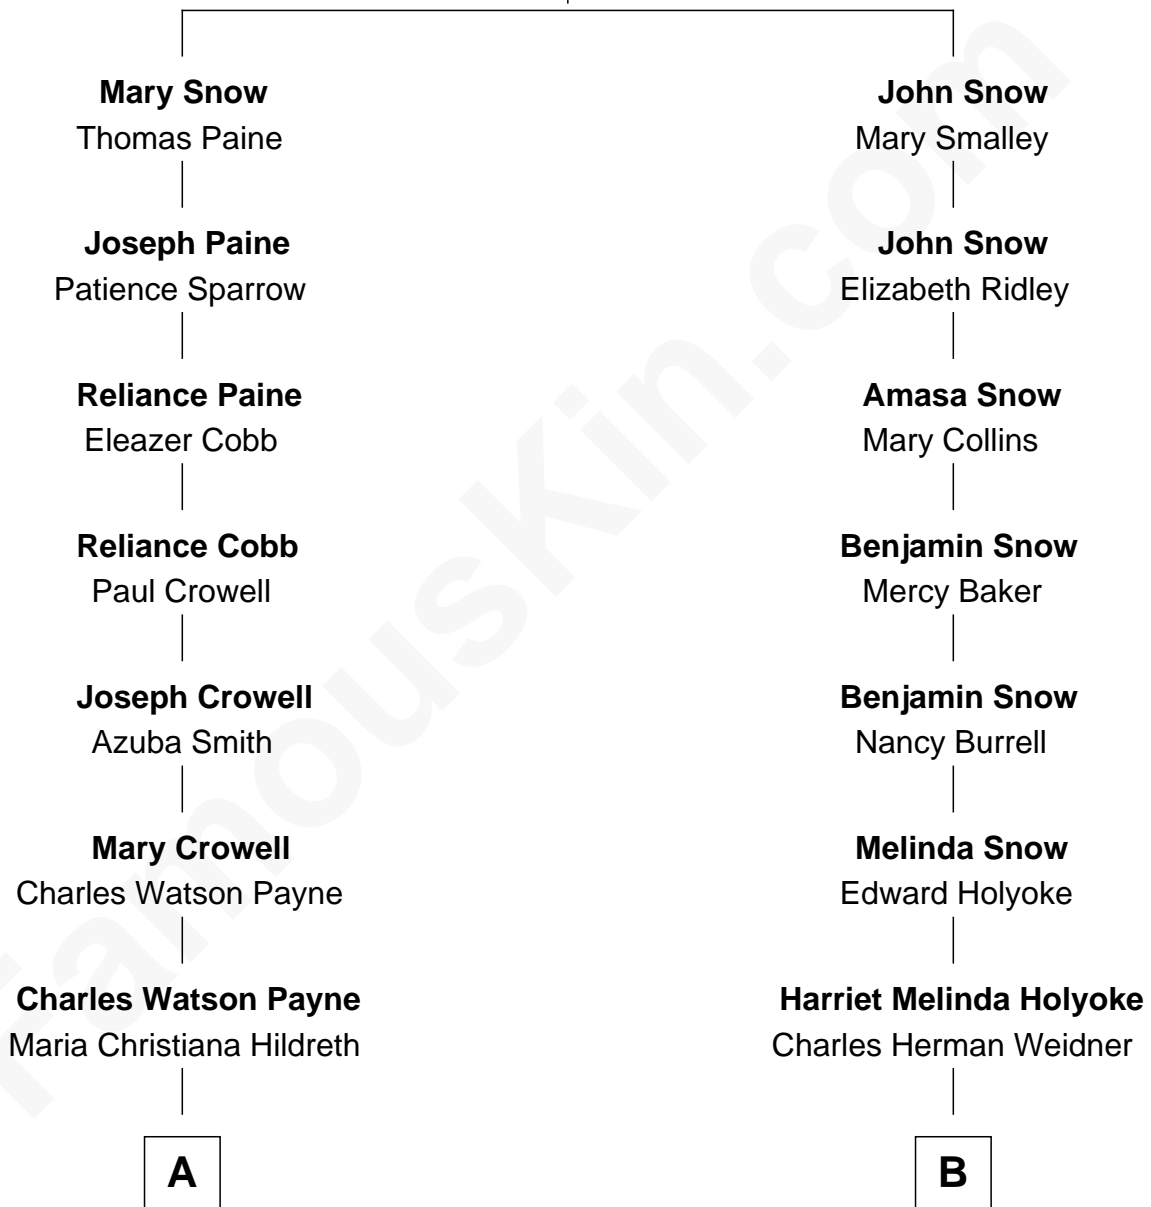 Mary Snow
Thomas Paine
Joseph Paine
Patience Sparrow
Reliance Paine
Eleazer Cobb
Reliance Cobb
Paul Crowell
Joseph Crowell
Azuba Smith
Mary Crowell
Charles Watson Payne
Charles Watson Payne
Maria Christiana Hildreth
A
John Snow
Mary Smalley
John Snow
Elizabeth Ridley
Amasa Snow
Mary Collins
Benjamin Snow
Mercy Baker
Benjamin Snow
Nancy Burrell
Melinda Snow
Edward Holyoke
Harriet Melinda Holyoke
Charles Herman Weidner
B
FamousKin.com